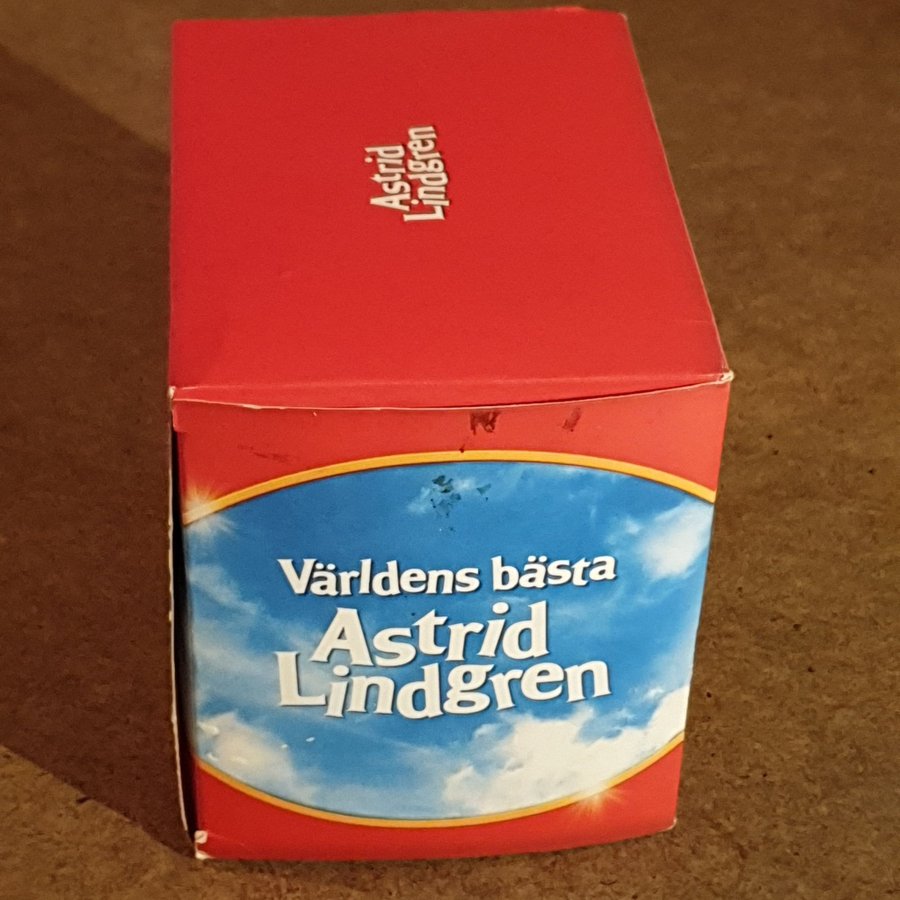 Astrid
Lindgren
Världens bästa
Astrid
Lindgren